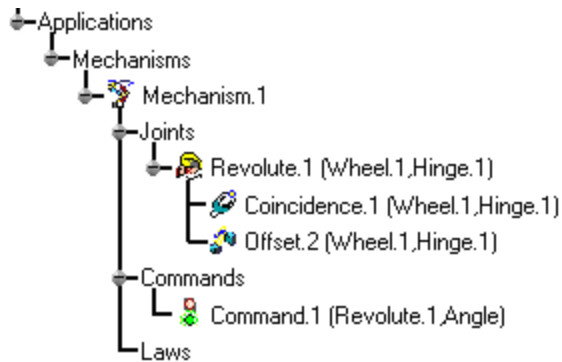 Applications
Mechanisms
Mechanism.1
Joints
Revolute.1 (Wheel.1,Hinge.1)
Coincidence.1 (Wheel.1,Hinge.1)
Offset.2 (Wheel.1,Hinge.1)
Commands
Command.1 (Revolute.1,Angle)
Laws